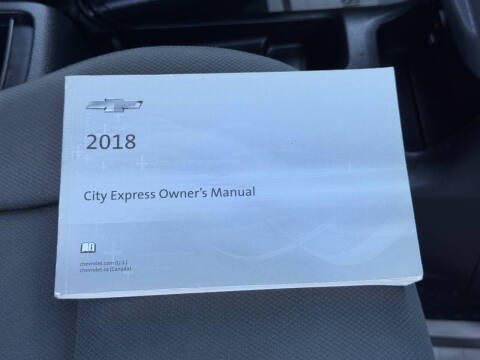 2018
City Express Owner's Manual
chevrolet.com (U.S.)
chevrolet.ca (Canada)